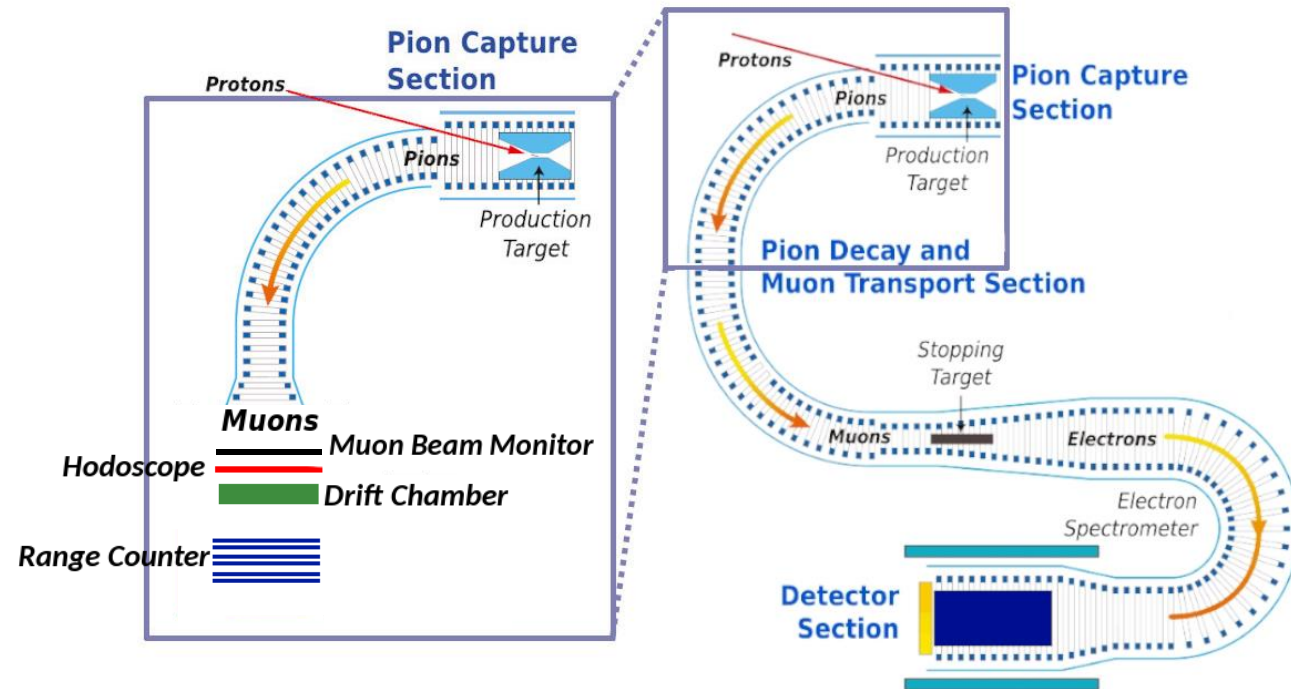 Pion Capture
Section
Protons
Pions
Production
Target
Muons
Muon Beam Monitor
Hodoscope
Drift Chamber
Range Counter
Protons
Pions
Pion Capture
Section
Production
Target
Pion Decay and
Muon Transport Section
Stopping
Target
Muons
Electrons
Electron
Spectrometer
Detector
Section